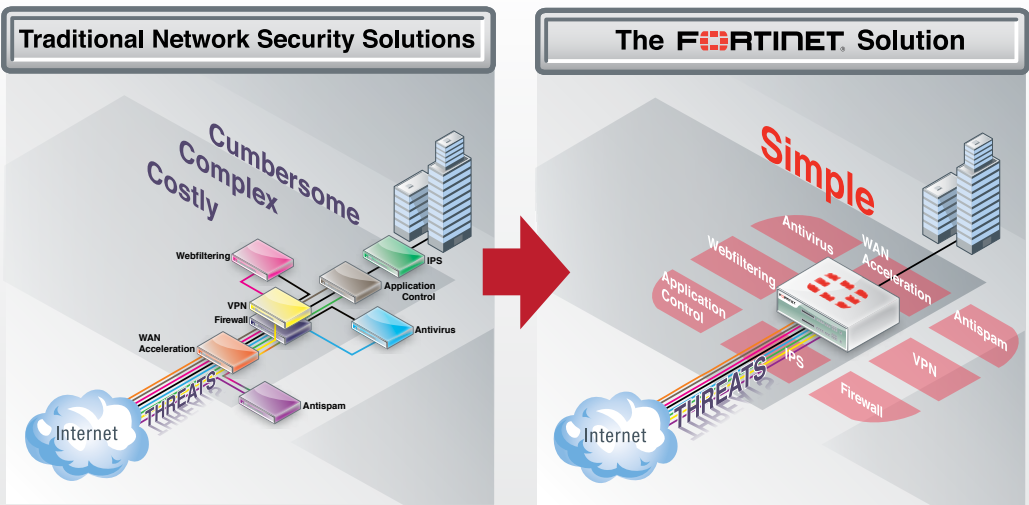 Traditional Network Security Solutions
Cumbersome
Complex
Costly
Webfiltering
IPS
Application
Control
VPN
Firewall
Antivirus
WAN
Acceleration
Antispam
THREATS
Internet
The FORTINET® Solution
Simple
Antivirus
WAN
Acceleration
Webfiltering
Application
Control
Antispam
FORTINET
IPS
VPN
Firewall
THREATS
Internet